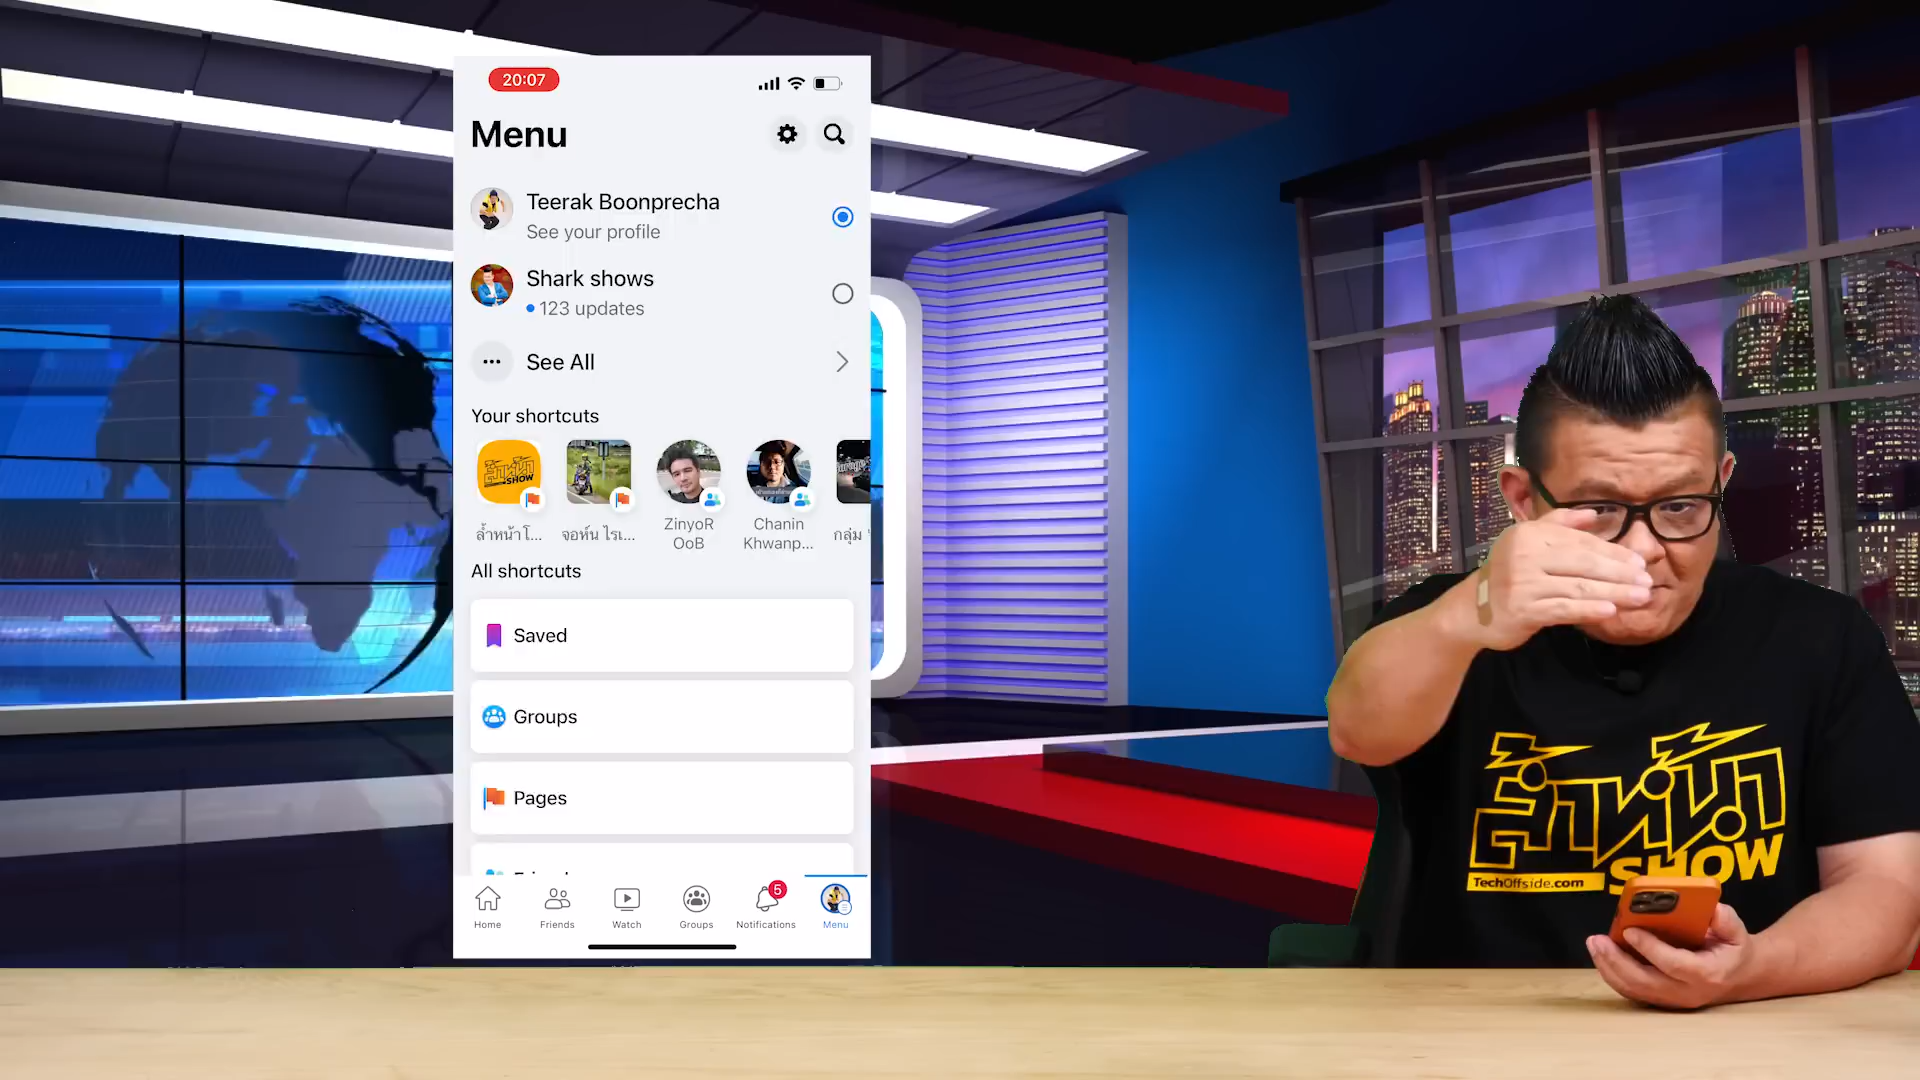 20:07
Menu
Teerak Boonprecha
See your profile
Shark shows
123 updates
See All
Your shortcuts
ล้ำหน้าโ...
จอห์น ไรเ...
ZinyoR
OoB
Chanin
Khwanp...
กลุ่ม '
All shortcuts
Saved
Groups
Pages
Home
Friends
Watch
Groups
5
Notifications
Menu
ล้ำหน้า
SHOW
TechOffside.com